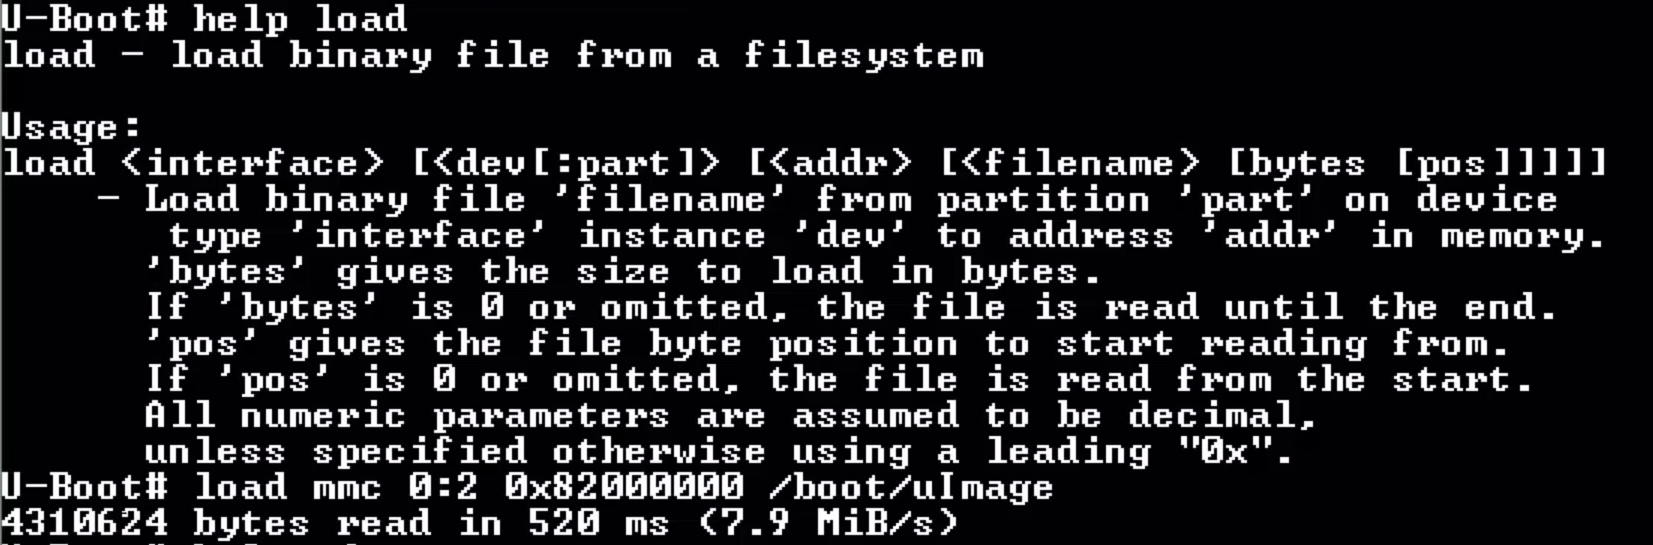 U-Boot# help load
load - load binary file from a filesystem
Usage:
load <interface> [<dev[:part]> [<addr> [<filename> [bytes [pos]]]]]
- Load binary file 'filename' from partition 'part' on device
type 'interface' instance 'dev' to address 'addr' in memory.
'bytes' gives the size to load in bytes.
If 'bytes' is 0 or omitted, the file is read until the end.
'pos' gives the file byte position to start reading from.
If 'pos' is 0 or omitted, the file is read from the start.
All numeric parameters are assumed to be decimal,
unless specified otherwise using a leading "0x".
U-Boot# load mmc 0:2 0x82000000 /boot/uImage
4310624 bytes read in 520 ms (7.9 MiB/s)